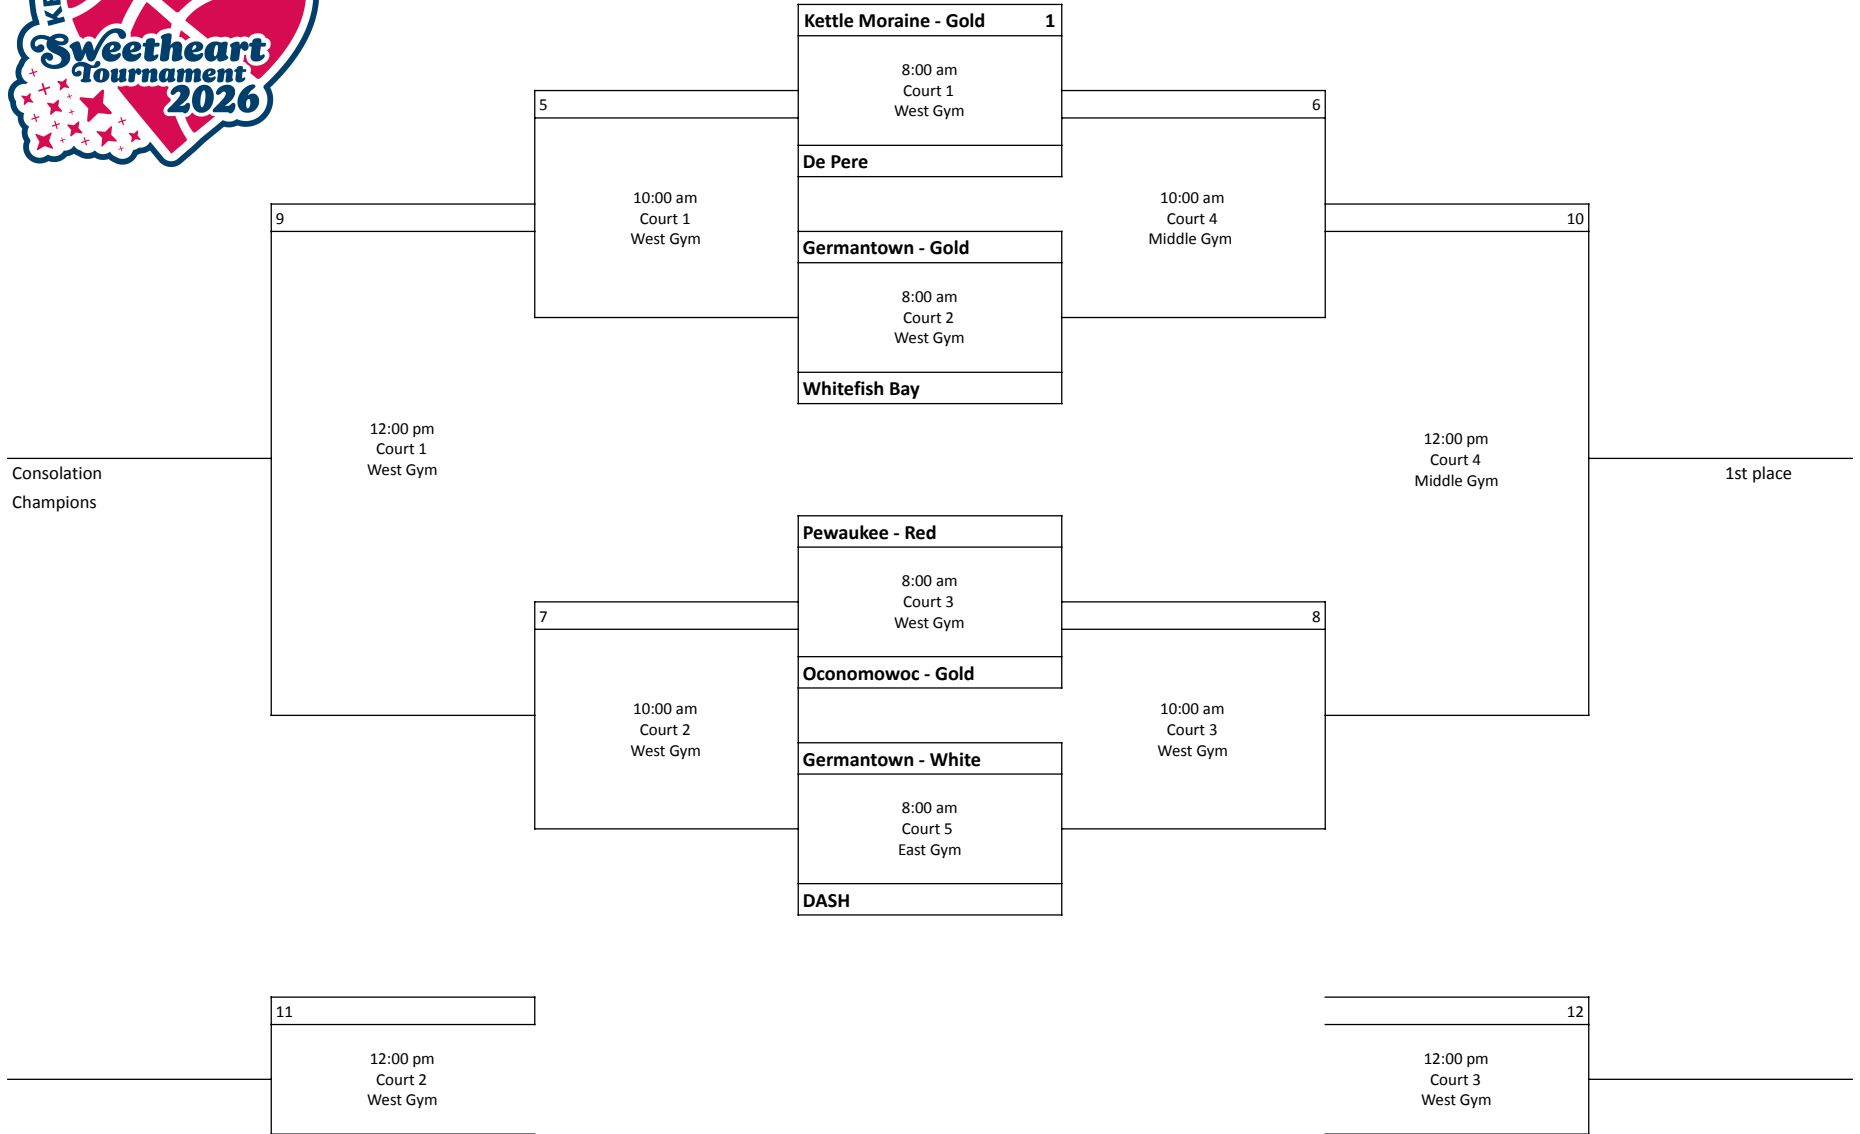 Sweetheart
Tournament
2026
Kettle Moraine - Gold 1
8:00 am
Court 1
West Gym
De Pere
5
10:00 am
Court 1
West Gym
6
10:00 am
Court 4
Middle Gym
Germantown - Gold
8:00 am
Court 2
West Gym
Whitefish Bay
9
12:00 pm
Court 1
West Gym
Consolation
Champions
10
12:00 pm
Court 4
Middle Gym
1st place
Pewaukee - Red
8:00 am
Court 3
West Gym
Oconomowoc - Gold
7
10:00 am
Court 2
West Gym
8
10:00 am
Court 3
West Gym
Germantown - White
8:00 am
Court 5
East Gym
DASH
11
12:00 pm
Court 2
West Gym
12
12:00 pm
Court 3
West Gym